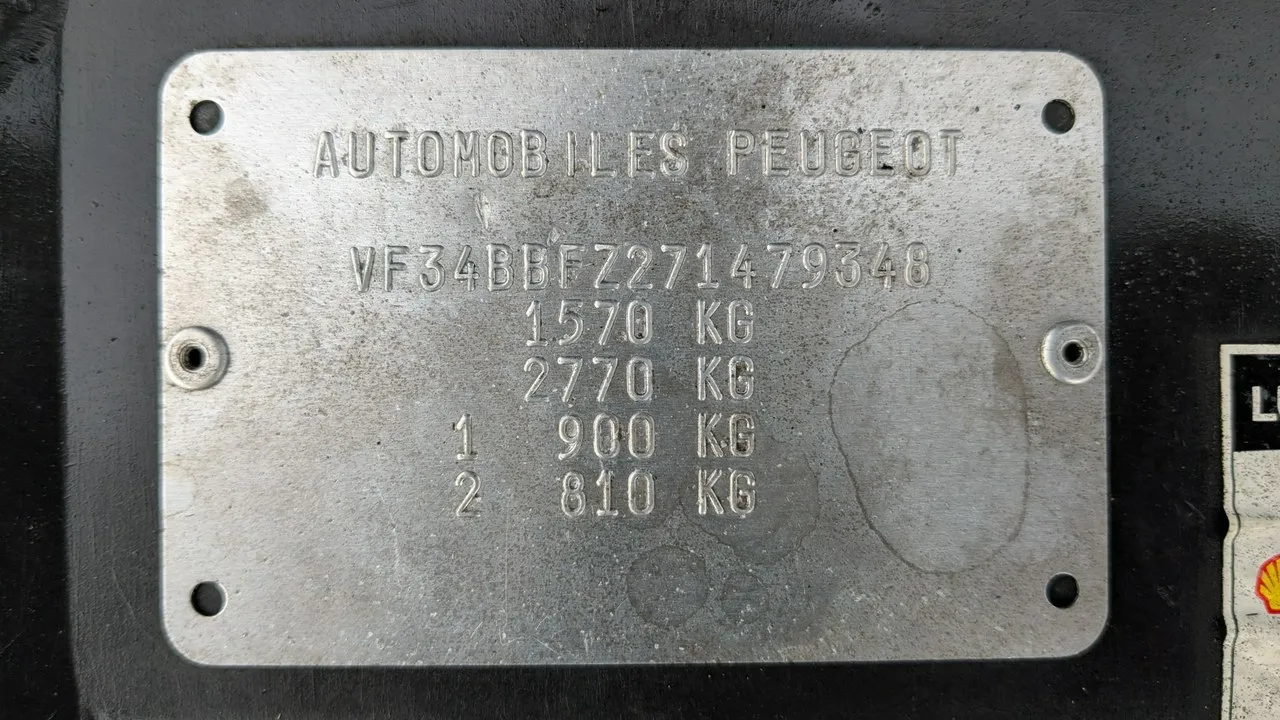 AUTOMOBILES PEUGEOT
VF34BBFZ271479348
1570 KG
2770 KG
1 900 KG
2 810 KG